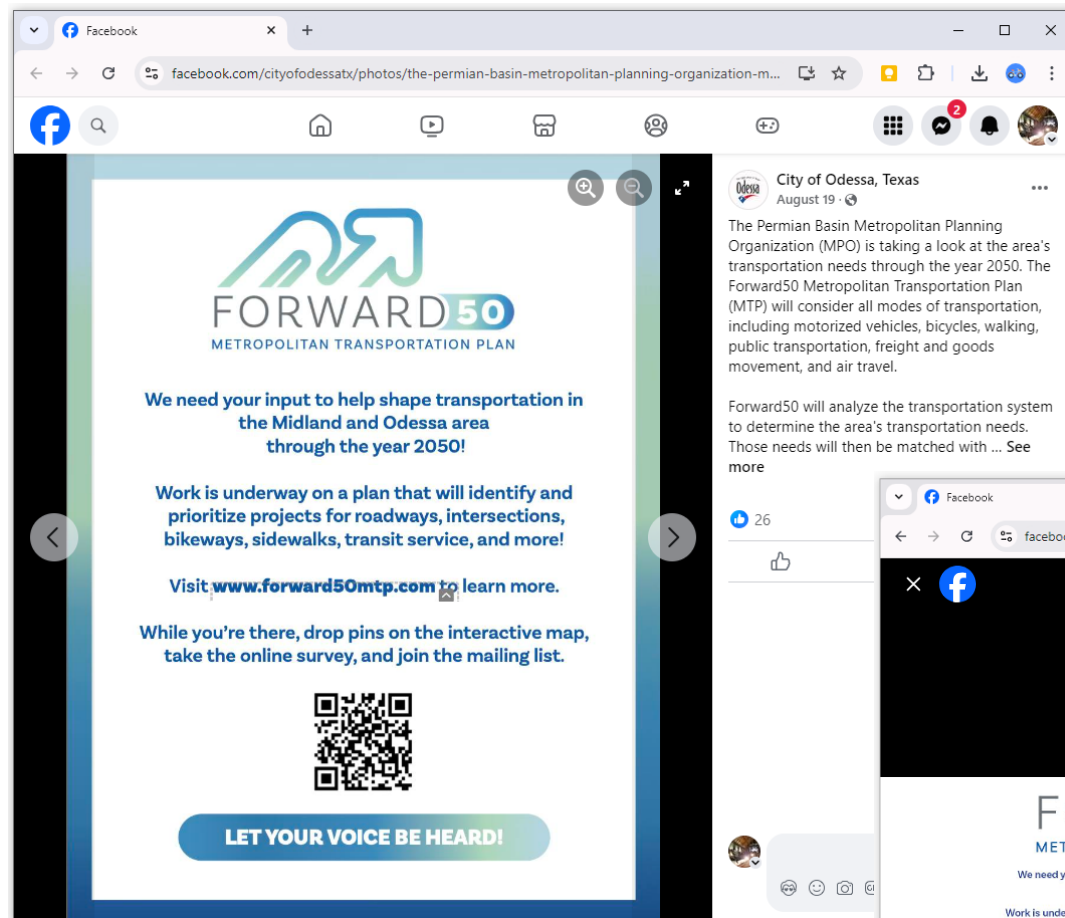 Facebook
facebook.com/cityofodessatx/photos/the-permian-basin-metropolitan-planning-organization-m...
2
FORWARD 50
METROPOLITAN TRANSPORTATION PLAN
We need your input to help shape transportation in
the Midland and Odessa area
through the year 2050!
Work is underway on a plan that will identify and
prioritize projects for roadways, intersections,
bikeways, sidewalks, transit service, and more!
Visit www.forward50mtp.com to learn more.
While you're there, drop pins on the interactive map,
take the online survey, and join the mailing list.
LET YOUR VOICE BE HEARD!
Odessa
City of Odessa, Texas
August 19
The Permian Basin Metropolitan Planning
Organization (MPO) is taking a look at the area's
transportation needs through the year 2050. The
Forward50 Metropolitan Transportation Plan
(MTP) will consider all modes of transportation,
including motorized vehicles, bicycles, walking,
public transportation, freight and goods
movement, and air travel.
Forward50 will analyze the transportation system
to determine the area's transportation needs.
Those needs will then be matched with ... See
more
26
Facebook
faceboo
F
MET
We need y
Work is unde